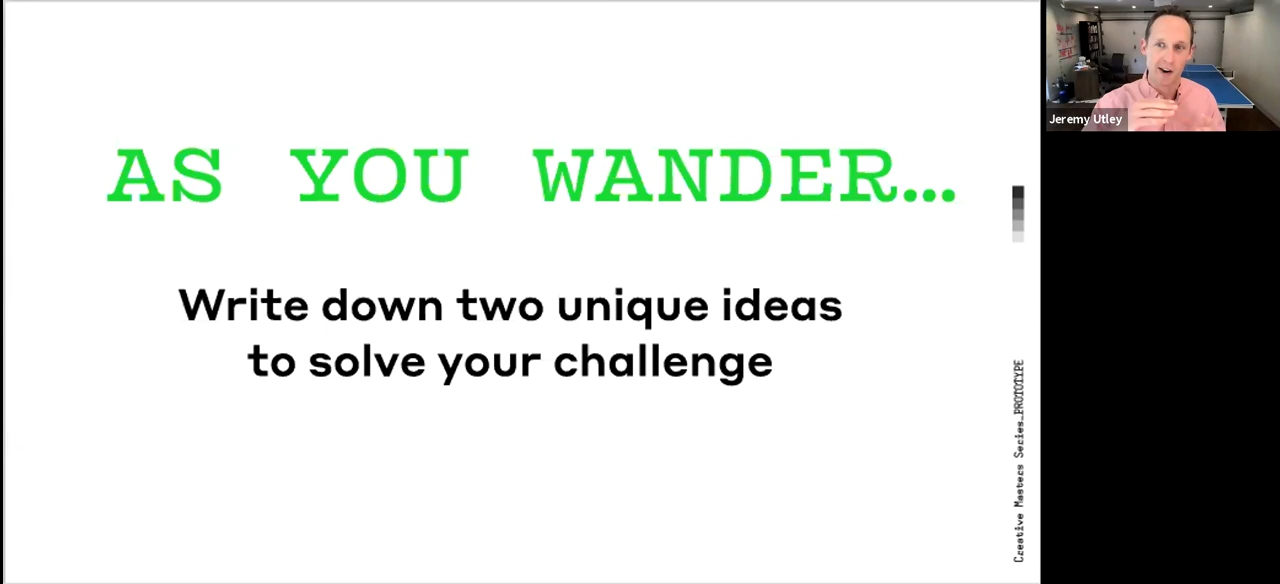 AS YOU WANDER…
Write down two unique ideas
to solve your challenge
Jeremy Utley
Creative Masters Series_PROTOTYPE